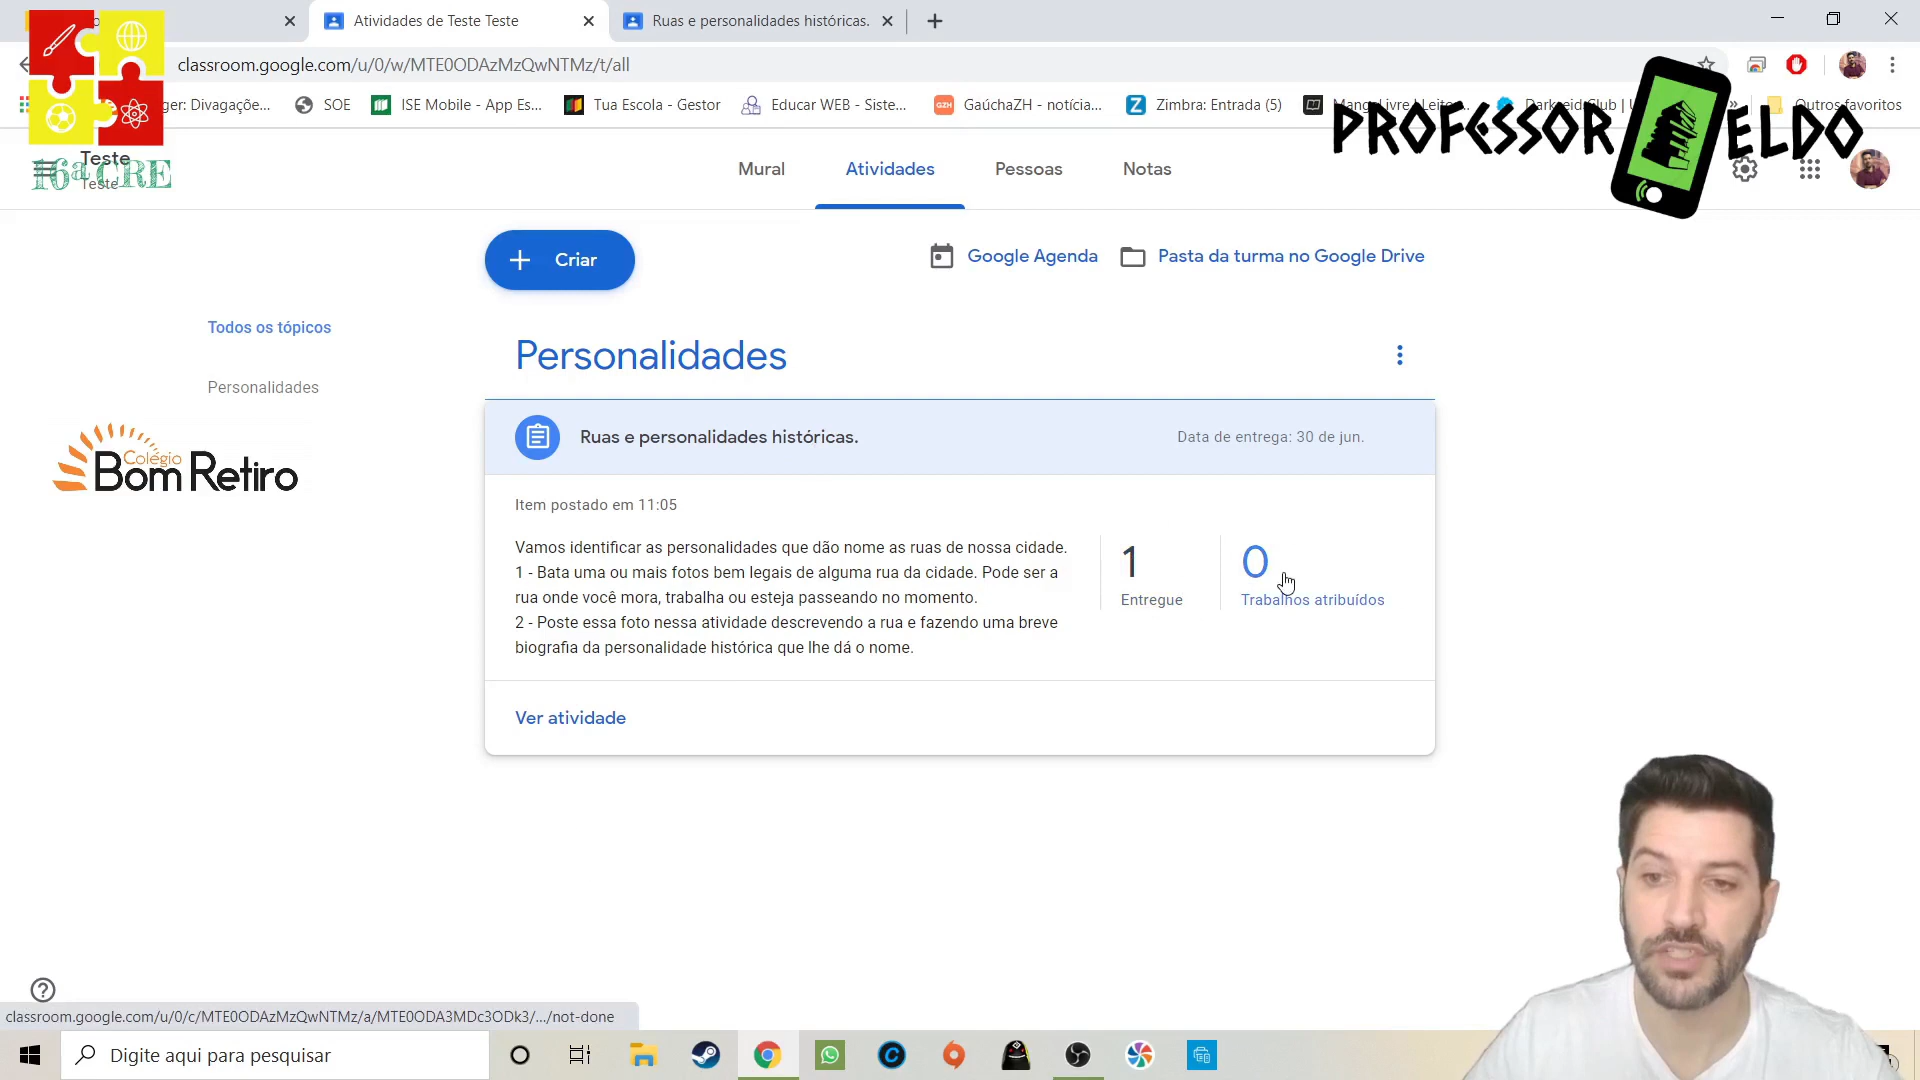 Atividades de Teste Teste
Ruas e personalidades históricas.
classroom.google.com/u/0/w/MTE0ODAzMzQwNTMz/t/all
ger: Divagaçõe...
SOE
ISE Mobile - App Es...
Tua Escola - Gestor
Educar WEB - Siste...
GZH
GaúchaZH - notícia...
Zimbra: Entrada (5)
Outros favoritos
PROFESSOR ELDO
Teste
Teste
16ª CRE
Mural
Atividades
Pessoas
Notas
Criar
Google Agenda
Pasta da turma no Google Drive
Todos os tópicos
Personalidades
Personalidades
Colégio
Bom Retiro
Ruas e personalidades históricas.
Data de entrega: 30 de jun.
Item postado em 11:05
Vamos identificar as personalidades que dão nome as ruas de nossa cidade.
1 - Bata uma ou mais fotos bem legais de alguma rua da cidade. Pode ser a
rua onde você mora, trabalha ou esteja passeando no momento.
2 - Poste essa foto nessa atividade descrevendo a rua e fazendo uma breve
biografia da personalidade histórica que lhe dá o nome.
1
Entregue
0
Trabalhos atribuídos
Ver atividade
classroom.google.com/u/0/c/MTE0ODAzMzQwNTMz/a/MTE0ODA3MDc3ODk3/.../not-done
Digite aqui para pesquisar